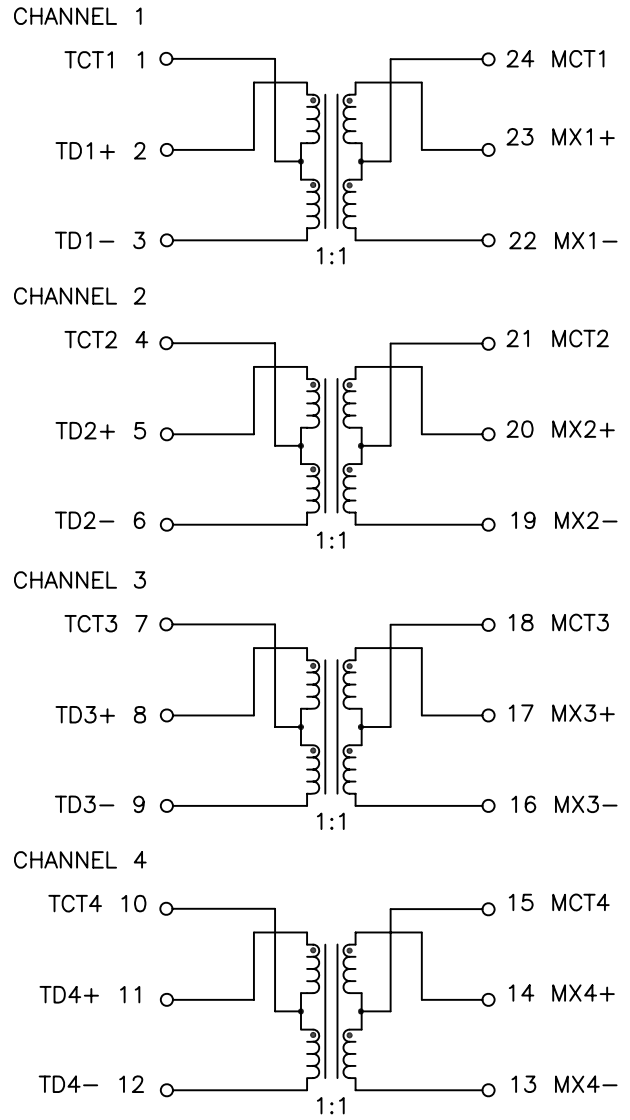 CHANNEL 1
TCT1 1 24 MCT1
TD1+ 2 23 MX1+
TD1− 3 22 MX1−
1:1
CHANNEL 2
TCT2 4 21 MCT2
TD2+ 5 20 MX2+
TD2− 6 19 MX2−
1:1
CHANNEL 3
TCT3 7 18 MCT3
TD3+ 8 17 MX3+
TD3− 9 16 MX3−
1:1
CHANNEL 4
TCT4 10 15 MCT4
TD4+ 11 14 MX4+
TD4− 12 13 MX4−
1:1